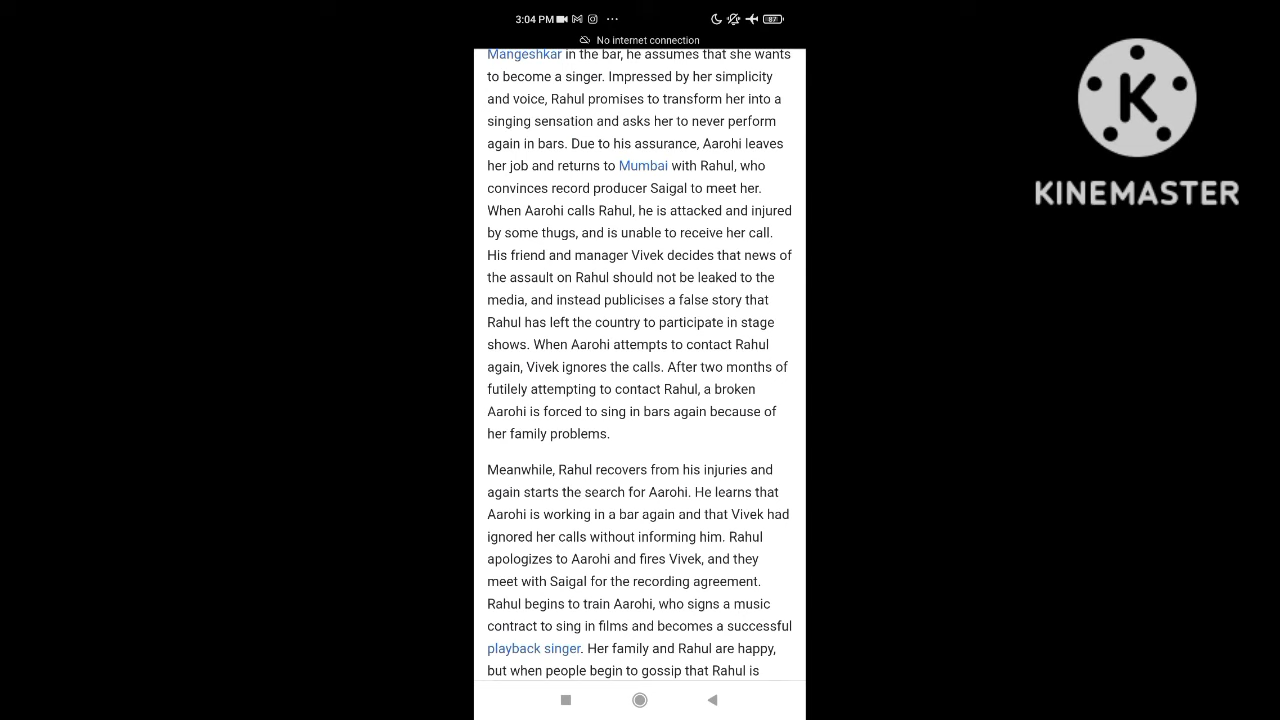 3:04 PM
87
No internet connection
KINEMASTER
Mangeshkar in the bar, he assumes that she wants
to become a singer. Impressed by her simplicity
and voice, Rahul promises to transform her into a
singing sensation and asks her to never perform
again in bars. Due to his assurance, Aarohi leaves
her job and returns to Mumbai with Rahul, who
convinces record producer Saigal to meet her.
When Aarohi calls Rahul, he is attacked and injured
by some thugs, and is unable to receive her call.
His friend and manager Vivek decides that news of
the assault on Rahul should not be leaked to the
media, and instead publicises a false story that
Rahul has left the country to participate in stage
shows. When Aarohi attempts to contact Rahul
again, Vivek ignores the calls. After two months of
futilely attempting to contact Rahul, a broken
Aarohi is forced to sing in bars again because of
her family problems.
Meanwhile, Rahul recovers from his injuries and
again starts the search for Aarohi. He learns that
Aarohi is working in a bar again and that Vivek had
ignored her calls without informing him. Rahul
apologizes to Aarohi and fires Vivek, and they
meet with Saigal for the recording agreement.
Rahul begins to train Aarohi, who signs a music
contract to sing in films and becomes a successful
playback singer. Her family and Rahul are happy,
but when people begin to gossip that Rahul is